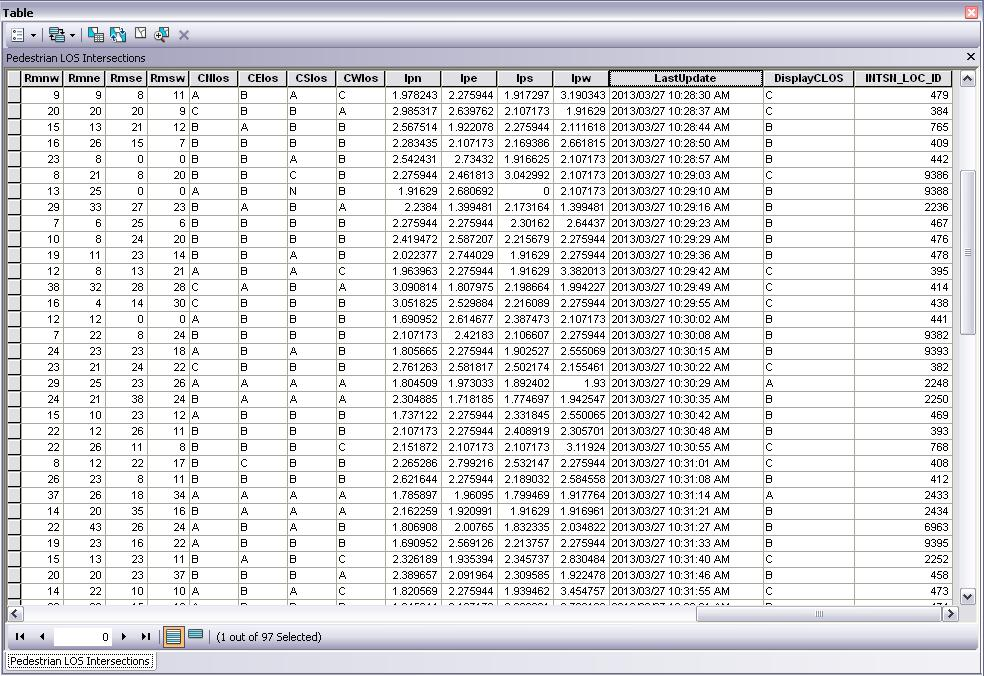 Table
Pedestrian LOS Intersections
Rmnw Rmne Rmse Rmsw CNlos CElos CSlos CWlos Ipn Ipe Ips Ipw LastUpdate DisplayCLOS INTSN_LOC_ID
9 9 8 11 A B A C 1.978243 2.275944 1.917297 3.190343 2013/03/27 10:28:30 AM C 479
20 20 20 9 C B B A 2.985317 2.639762 2.107173 1.91629 2013/03/27 10:28:37 AM C 384
15 13 21 12 B A B B 2.567514 1.922078 2.275944 2.111618 2013/03/27 10:28:44 AM B 765
16 26 15 7 B B B B 2.283435 2.107173 2.169386 2.661815 2013/03/27 10:28:50 AM B 409
23 8 0 0 B B A B 2.542431 2.73432 1.916625 2.107173 2013/03/27 10:28:57 AM B 442
8 21 8 20 B B C B 2.275944 2.461813 3.042992 2.107173 2013/03/27 10:29:03 AM C 9386
13 25 0 0 A B N B 1.91629 2.680692 0 2.107173 2013/03/27 10:29:10 AM B 9388
29 33 27 23 B A B A 2.2384 1.399481 2.173164 1.399481 2013/03/27 10:29:16 AM B 2236
7 6 25 6 B B B B 2.275944 2.275944 2.30162 2.64437 2013/03/27 10:29:23 AM B 467
10 8 24 20 B B B B 2.419472 2.587207 2.215679 2.275944 2013/03/27 10:29:29 AM B 476
19 11 23 14 B B A B 2.022377 2.744029 1.91629 2.275944 2013/03/27 10:29:36 AM B 478
12 8 13 21 A B A C 1.963963 2.275944 1.91629 3.382013 2013/03/27 10:29:42 AM C 395
38 32 28 28 C A B A 3.090814 1.807975 2.198664 1.994227 2013/03/27 10:29:49 AM C 414
16 4 14 30 C B B B 3.051825 2.529884 2.216089 2.275944 2013/03/27 10:29:55 AM C 438
12 12 0 0 A B B B 1.690952 2.614677 2.387473 2.107173 2013/03/27 10:30:02 AM B 441
7 22 8 24 B B B B 2.107173 2.42183 2.106607 2.275944 2013/03/27 10:30:08 AM B 9382
24 23 23 18 A B A B 1.805665 2.275944 1.902527 2.555069 2013/03/27 10:30:15 AM B 9393
23 21 24 22 C B B B 2.761263 2.581817 2.502174 2.155461 2013/03/27 10:30:22 AM C 382
29 25 23 26 A A A A 1.804509 1.973033 1.892402 1.93 2013/03/27 10:30:29 AM A 2248
24 21 38 24 B A A A 2.304885 1.718185 1.774697 1.942547 2013/03/27 10:30:35 AM B 2250
15 10 23 12 A B B B 1.737122 2.275944 2.331845 2.550065 2013/03/27 10:30:42 AM B 469
22 12 26 11 B B B B 2.107173 2.275944 2.408919 2.305701 2013/03/27 10:30:48 AM B 393
22 26 11 8 B B B C 2.151872 2.107173 2.107173 3.11924 2013/03/27 10:30:55 AM C 768
8 12 22 17 B C B B 2.265286 2.799216 2.532147 2.275944 2013/03/27 10:31:01 AM C 408
26 23 8 11 B B B B 2.621644 2.275944 2.189032 2.584558 2013/03/27 10:31:08 AM B 412
37 26 18 34 A A A A 1.785897 1.96095 1.799469 1.917764 2013/03/27 10:31:14 AM A 2433
14 20 35 16 B A A A 2.162259 1.920991 1.91629 1.916961 2013/03/27 10:31:21 AM B 2434
22 43 26 24 A B A B 1.806908 2.00765 1.832335 2.034822 2013/03/27 10:31:27 AM B 6963
19 23 16 22 A B B B 1.690952 2.569126 2.213757 2.275944 2013/03/27 10:31:33 AM B 9395
15 13 23 11 B A B C 2.326189 1.935394 2.345737 2.830484 2013/03/27 10:31:40 AM C 2252
20 20 23 37 B B B A 2.389657 2.091964 2.309585 1.922478 2013/03/27 10:31:46 AM B 458
14 22 10 10 A B A C 1.820569 2.275944 1.939462 3.454757 2013/03/27 10:31:55 AM C 473
0 (1 out of 97 Selected)
Pedestrian LOS Intersections